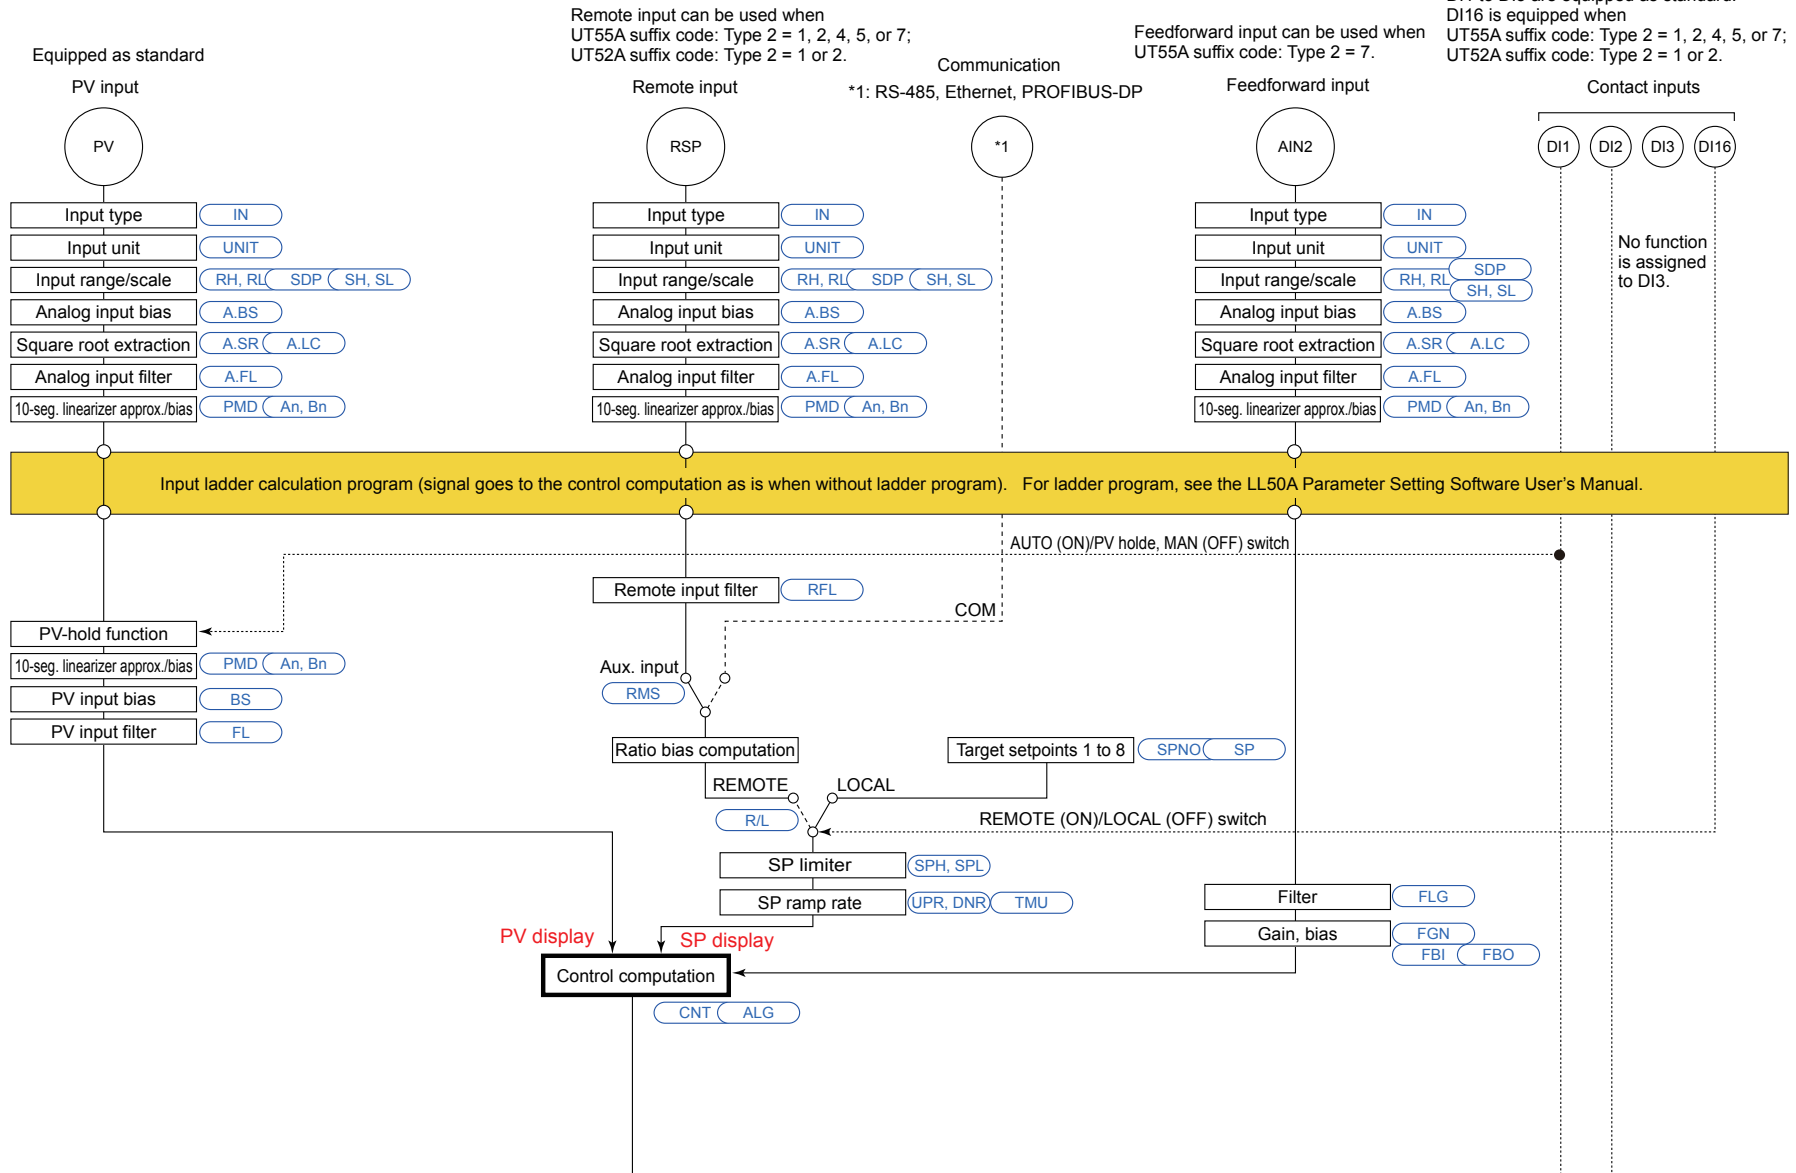 Remote input can be used when
UT55A suffix code: Type 2 = 1, 2, 4, 5, or 7;
UT52A suffix code: Type 2 = 1 or 2.
Feedforward input can be used when
UT55A suffix code: Type 2 = 7.
DI16 is equipped when
UT55A suffix code: Type 2 = 1, 2, 4, 5, or 7;
UT52A suffix code: Type 2 = 1 or 2.
Equipped as standard
Communication
PV input
Remote input
*1: RS-485, Ethernet, PROFIBUS-DP
Feedforward input
Contact inputs
PV
RSP
*1
AIN2
DI1
DI2
DI3
DI16
Input type
IN
Input unit
UNIT
Input range/scale
RH, RL
SDP
SH, SL
Analog input bias
A.BS
Square root extraction
A.SR
A.LC
Analog input filter
A.FL
10-seg. linearizer approx./bias
PMD
An, Bn
Input type
IN
Input unit
UNIT
Input range/scale
RH, RL
SDP
SH, SL
Analog input bias
A.BS
Square root extraction
A.SR
A.LC
Analog input filter
A.FL
10-seg. linearizer approx./bias
PMD
An, Bn
Input type
IN
Input unit
UNIT
Input range/scale
RH, RL
SDP
SH, SL
Analog input bias
A.BS
Square root extraction
A.SR
A.LC
Analog input filter
A.FL
10-seg. linearizer approx./bias
PMD
An, Bn
No function
is assigned
to DI3.
Input ladder calculation program (signal goes to the control computation as is when without ladder program). For ladder program, see the LL50A Parameter Setting Software User's Manual.
AUTO (ON)/PV holde, MAN (OFF) switch
Remote input filter
RFL
COM
PV-hold function
10-seg. linearizer approx./bias
PMD
An, Bn
PV input bias
BS
PV input filter
FL
Aux. input
RMS
Ratio bias computation
Target setpoints 1 to 8
SPNO
SP
REMOTE
LOCAL
R/L
REMOTE (ON)/LOCAL (OFF) switch
SP limiter
SPH, SPL
SP ramp rate
UPR, DNR
TMU
Filter
FLG
Gain, bias
FGN
FBI
FBO
PV display
SP display
Control computation
CNT
ALG